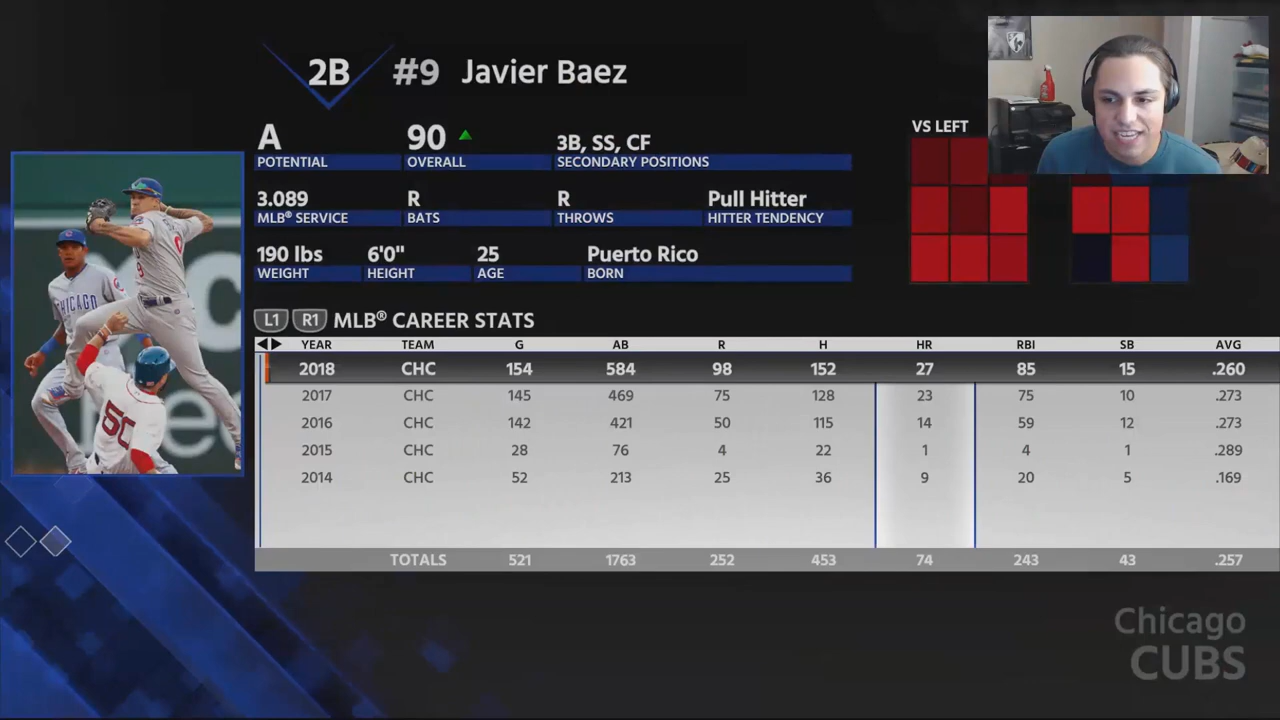 2B #9 Javier Baez
A 90 3B, SS, CF
POTENTIAL OVERALL SECONDARY POSITIONS
3.089 R R Pull Hitter
MLB® SERVICE BATS THROWS HITTER TENDENCY
190 lbs 6'0" 25 Puerto Rico
WEIGHT HEIGHT AGE BORN
VS LEFT
L1 R1 MLB® CAREER STATS
YEAR TEAM G AB R H HR RBI SB AVG
2018 CHC 154 584 98 152 27 85 15 .260
2017 CHC 145 469 75 128 23 75 10 .273
2016 CHC 142 421 50 115 14 59 12 .273
2015 CHC 28 76 4 22 1 4 1 .289
2014 CHC 52 213 25 36 9 20 5 .169
TOTALS 521 1763 252 453 74 243 43 .257
CHICAGO
9
50
Chicago
CUBS